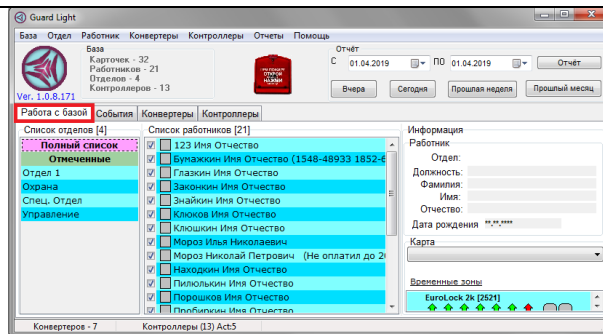 Guard Light
База Отдел Работник Конвертеры Контроллеры Отчеты Помощь
База
Карточек - 32
Работников - 21
Отделов - 4
Контроллеров - 13
Ver. 1.0.8.171
Отчёт
С 01.04.2019 ПО 01.04.2019 Отчёт
Вчера Сегодня Прошлая неделя Прошлый месяц
Работа с базой События Конвертеры Контроллеры
Список отделов [4]
Полный список
Отмеченные
Отдел 1
Охрана
Спец. Отдел
Управление
Список работников [21]
123 Имя Отчество
Бумажкин Имя Отчество (1548-48933 1852-6
Глазкин Имя Отчество
Законкин Имя Отчество
Знайкин Имя Отчество
Клюков Имя Отчество
Клюшкин Имя Отчество
Мороз Илья Николаевич
Мороз Николай Петрович (Не оплатил до 20
Находкин Имя Отчество
Пилюлькин Имя Отчество
Порошков Имя Отчество
Пробиркин Имя Отчество
Информация
Работник
Отдел:
Должность:
Фамилия:
Имя:
Отчество:
Дата рождения **.**.****
Карта
Временные зоны
EuroLock 2k [2521]
Конвертеров - 7 Контроллеры (13) Act:5